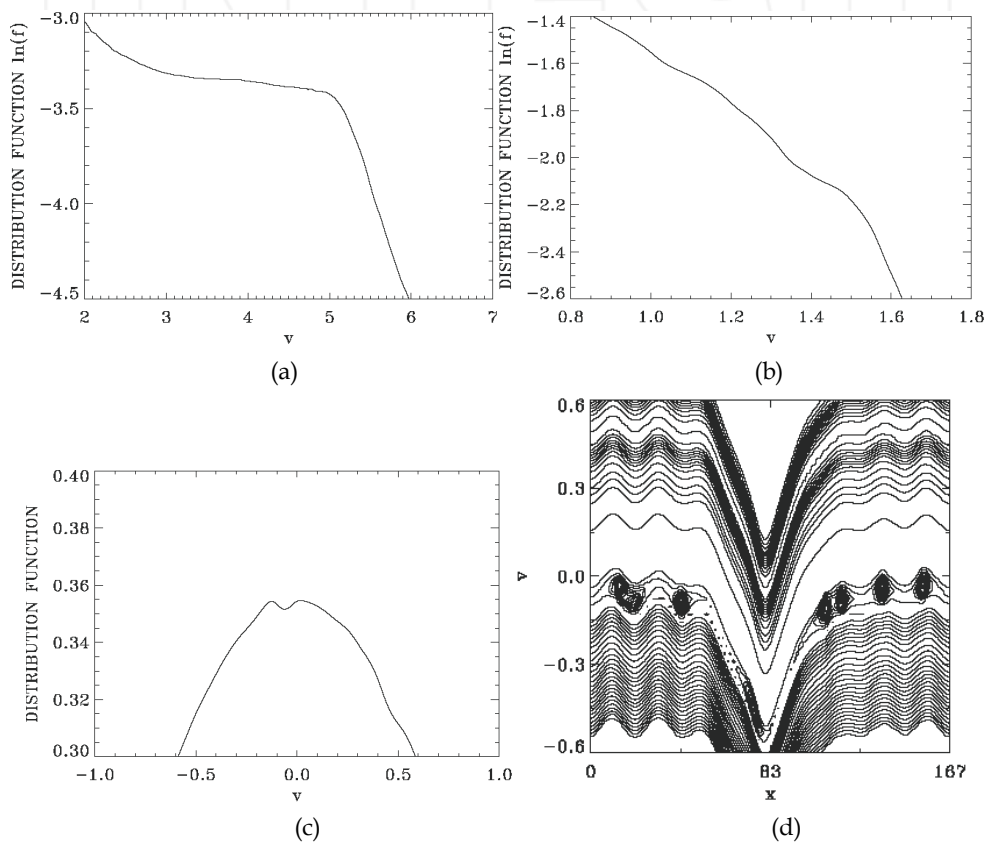 DISTRIBUTION FUNCTION ln(f)
−3.0
−3.5
−4.0
−4.5
2 3 4 5 6 7
v
(a)
DISTRIBUTION FUNCTION ln(f)
−1.4
−1.6
−1.8
−2.0
−2.2
−2.4
−2.6
0.8 1.0 1.2 1.4 1.6 1.8
v
(b)
DISTRIBUTION FUNCTION
0.40
0.38
0.36
0.34
0.32
0.30
−1.0 −0.5 0.0 0.5 1.0
v
(c)
v
0.6
0.3
0.0
−0.3
−0.6
0 83 167
x
(d)